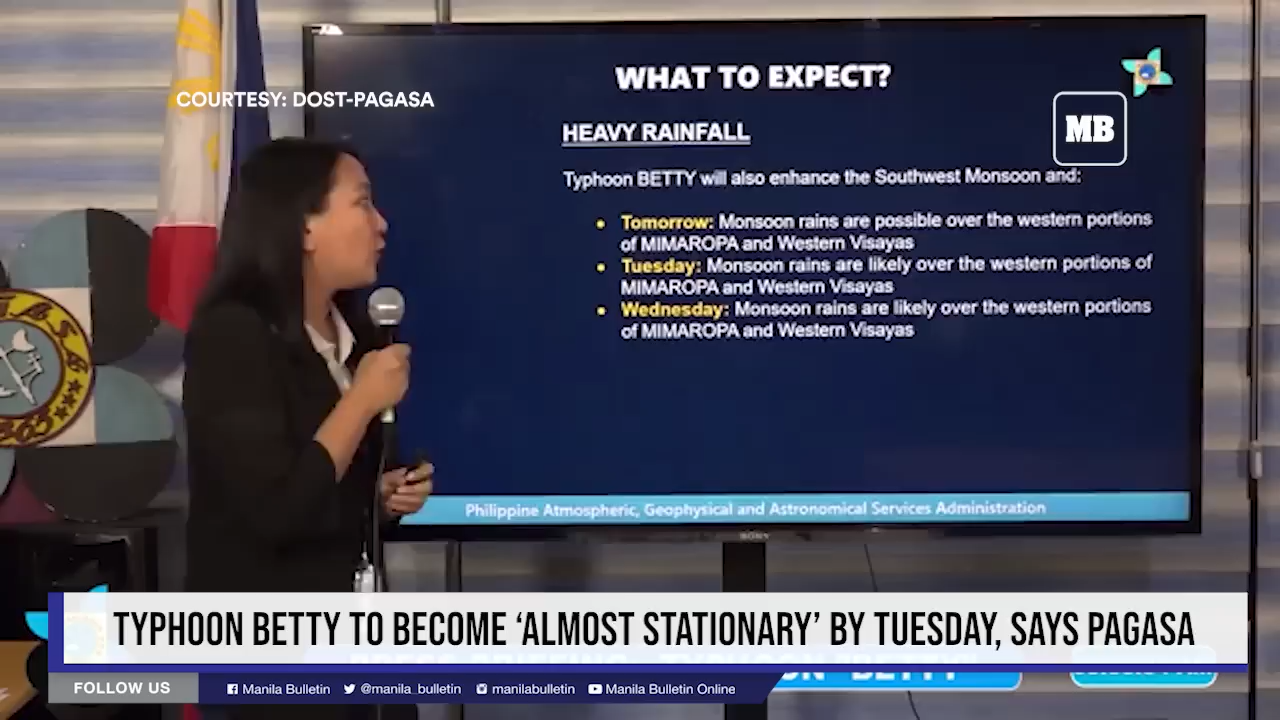 WHAT TO EXPECT?
COURTESY: DOST-PAGASA
MB
HEAVY RAINFALL
Typhoon BETTY will also enhance the Southwest Monsoon and:
• Tomorrow: Monsoon rains are possible over the western portions
of MIMAROPA and Western Visayas
• Tuesday: Monsoon rains are likely over the western portions of
MIMAROPA and Western Visayas
• Wednesday: Monsoon rains are likely over the western portions
of MIMAROPA and Western Visayas
Philippine Atmospheric, Geophysical and Astronomical Services Administration
SONY
TYPHOON BETTY TO BECOME ‘ALMOST STATIONARY’ BY TUESDAY, SAYS PAGASA
FOLLOW US
Manila Bulletin @manila_bulletin manilabulletin Manila Bulletin Online